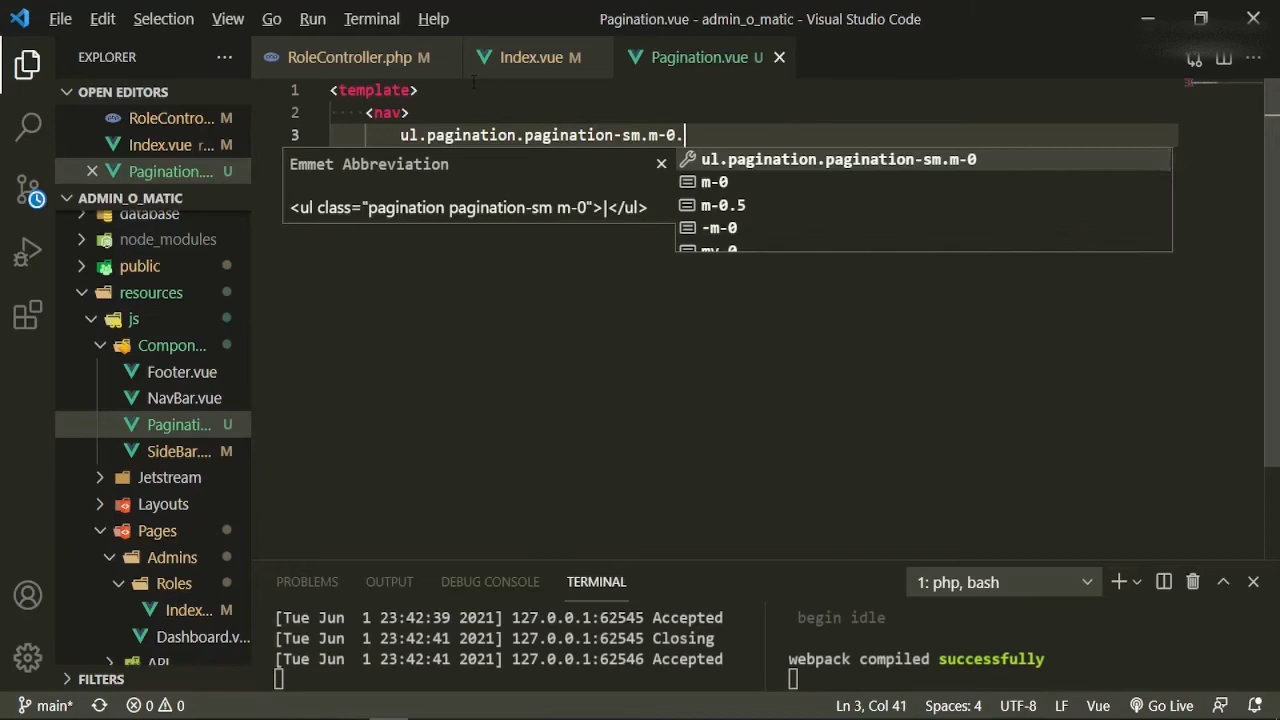 File Edit Selection View Go Run Terminal Help Pagination.vue - admin_o_matic - Visual Studio Code
EXPLORER
RoleController.php M Index.vue M Pagination.vue U
OPEN EDITORS
RoleContro... M
Index.vue r... M
Pagination.... U
ADMIN_O_MATIC
database
node_modules
public
resources
js
Compon...
Footer.vue
NavBar.vue
Paginati... U
SideBar.... M
Jetstream
Layouts
Pages
Admins
Roles
Index... M
Dashboard.v...
API
FILTERS
1 <template>
2 <nav>
3 ul.pagination.pagination-sm.m-0.
Emmet Abbreviation
<ul class="pagination pagination-sm m-0">|</ul>
ul.pagination.pagination-sm.m-0
m-0
m-0.5
-m-0
my-0
PROBLEMS OUTPUT DEBUG CONSOLE TERMINAL 1: php, bash
[Tue Jun 1 23:42:39 2021] 127.0.0.1:62545 Accepted
[Tue Jun 1 23:42:41 2021] 127.0.0.1:62545 Closing
[Tue Jun 1 23:42:41 2021] 127.0.0.1:62546 Accepted
begin idle
webpack compiled successfully
main* 0 0 Ln 3, Col 41 Spaces: 4 UTF-8 LF Vue Go Live